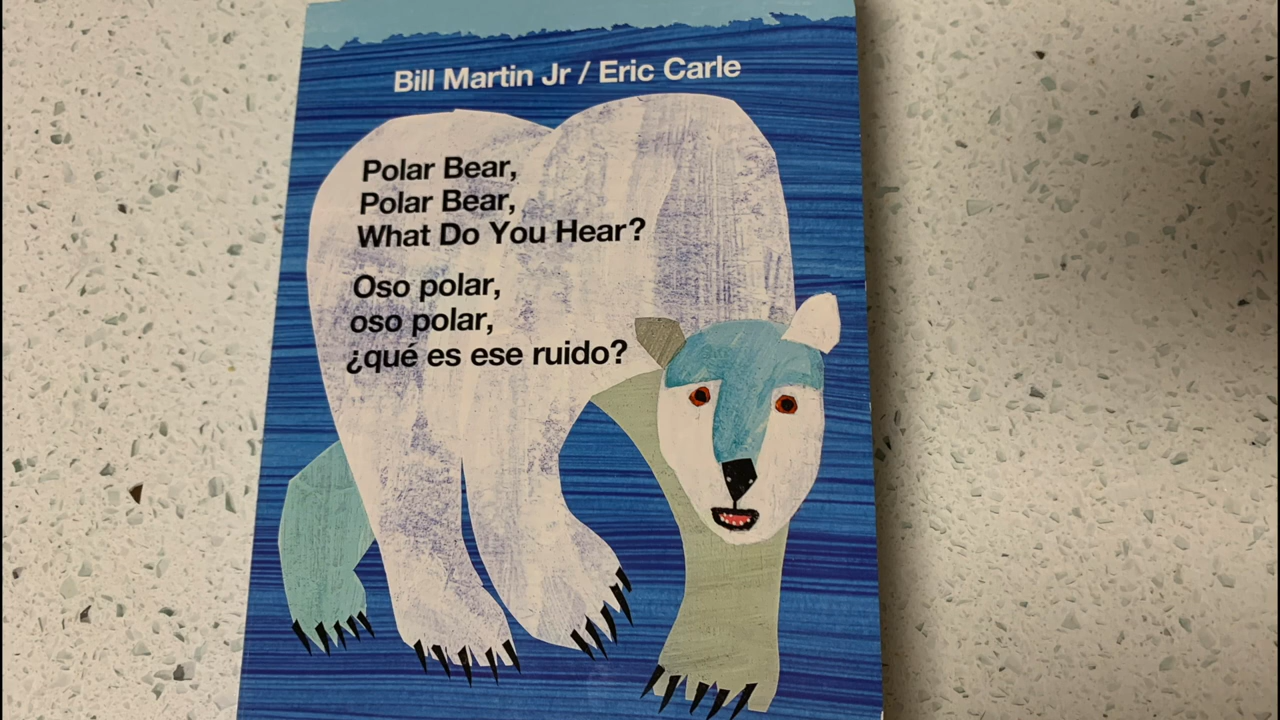 Bill Martin Jr / Eric Carle
Polar Bear,
Polar Bear,
What Do You Hear?
Oso polar,
oso polar,
¿qué es ese ruido?